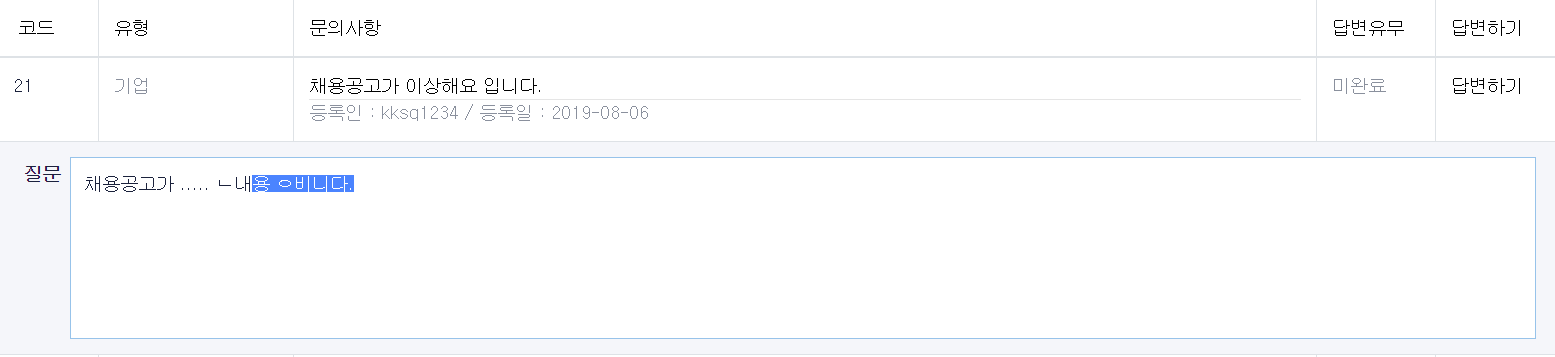 코드 유형 문의사항 답변유무 답변하기
21 기업 채용공고가 이상해요 입니다. 미완료 답변하기
등록인 : kksq1234 / 등록일 : 2019-08-06
질문 채용공고가 ..... ㄴ내용 ㅇ비니다.